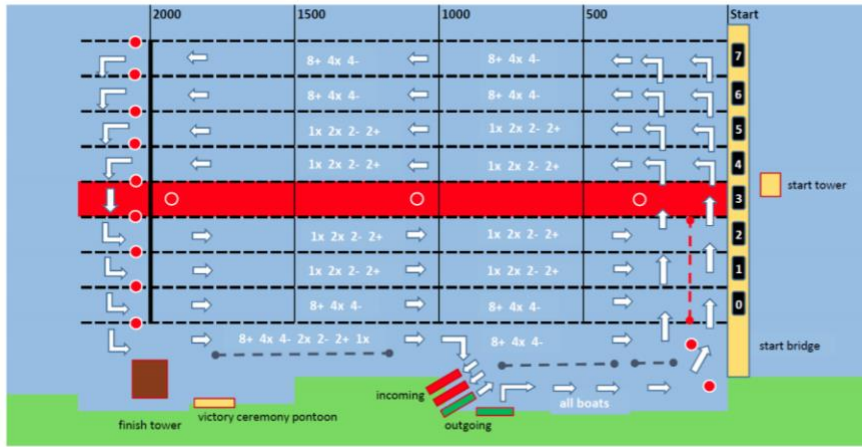 2000 1500 1000 500 Start
8+ 4x 4- 8+ 4x 4- 7
8+ 4x 4- 8+ 4x 4- 6
1x 2x 2- 2+ 1x 2x 2- 2+ 5
1x 2x 2- 2+ 1x 2x 2- 2+ 4
3 start tower
1x 2x 2- 2+ 1x 2x 2- 2+ 2
1x 2x 2- 2+ 1x 2x 2- 2+ 1
8+ 4x 4- 8+ 4x 4- 0
8+ 4x 4- 2x 2- 2+ 1x 8+ 4x 4- start bridge
incoming
all boats
victory ceremony pontoon
finish tower outgoing